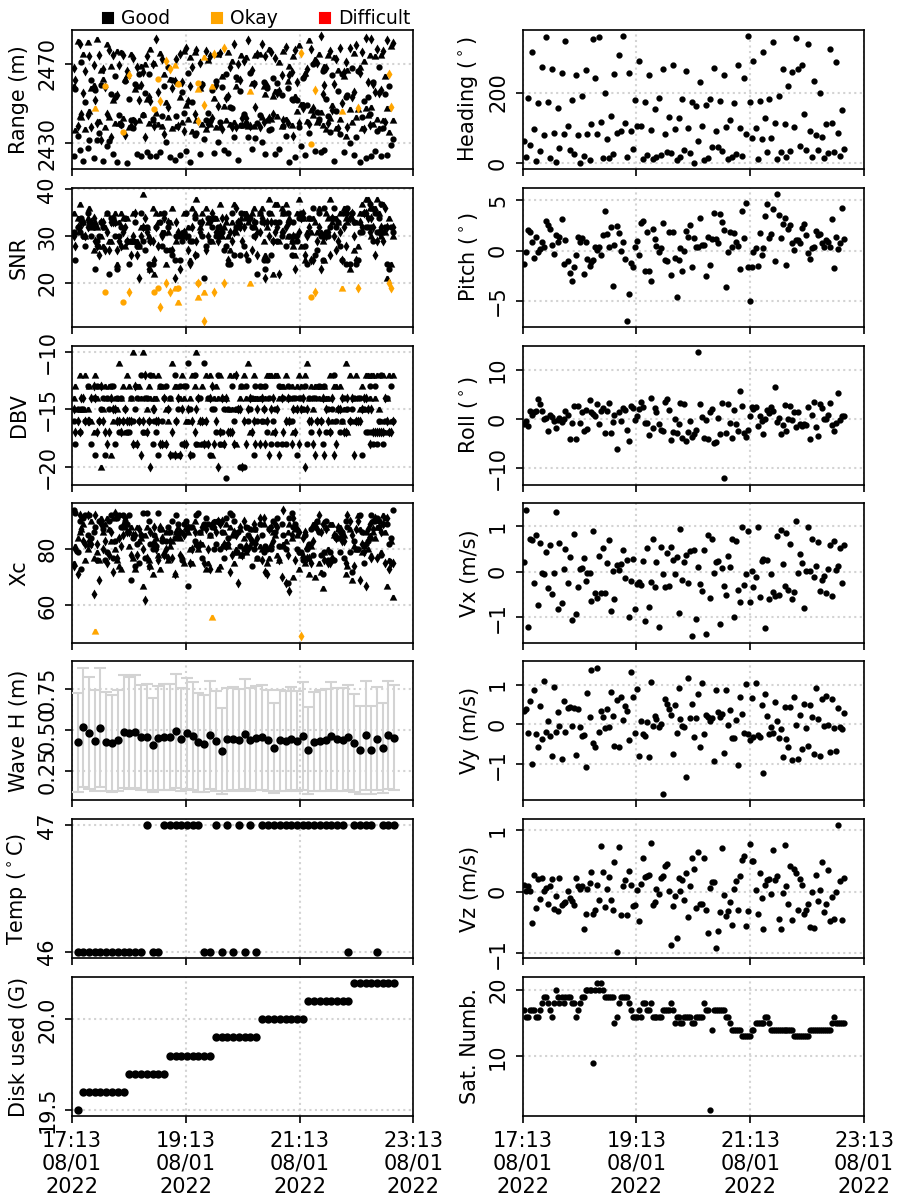 Good Okay Difficult
Range (m)
2470
2430
Heading (°)
200
0
SNR
40
30
20
Pitch (°)
5
0
−5
DBV
−10
−15
−20
Roll (°)
10
0
−10
Xc
80
60
Vx (m/s)
1
0
−1
Wave H (m)
0.75
0.50
0.25
Vy (m/s)
1
0
−1
Temp (°C)
47
46
Vz (m/s)
1
0
−1
Disk used (G)
20.0
19.5
Sat. Numb.
20
10
17:13 19:13 21:13 23:13
08/01 08/01 08/01 08/01
2022 2022 2022 2022
17:13 19:13 21:13 23:13
08/01 08/01 08/01 08/01
2022 2022 2022 2022